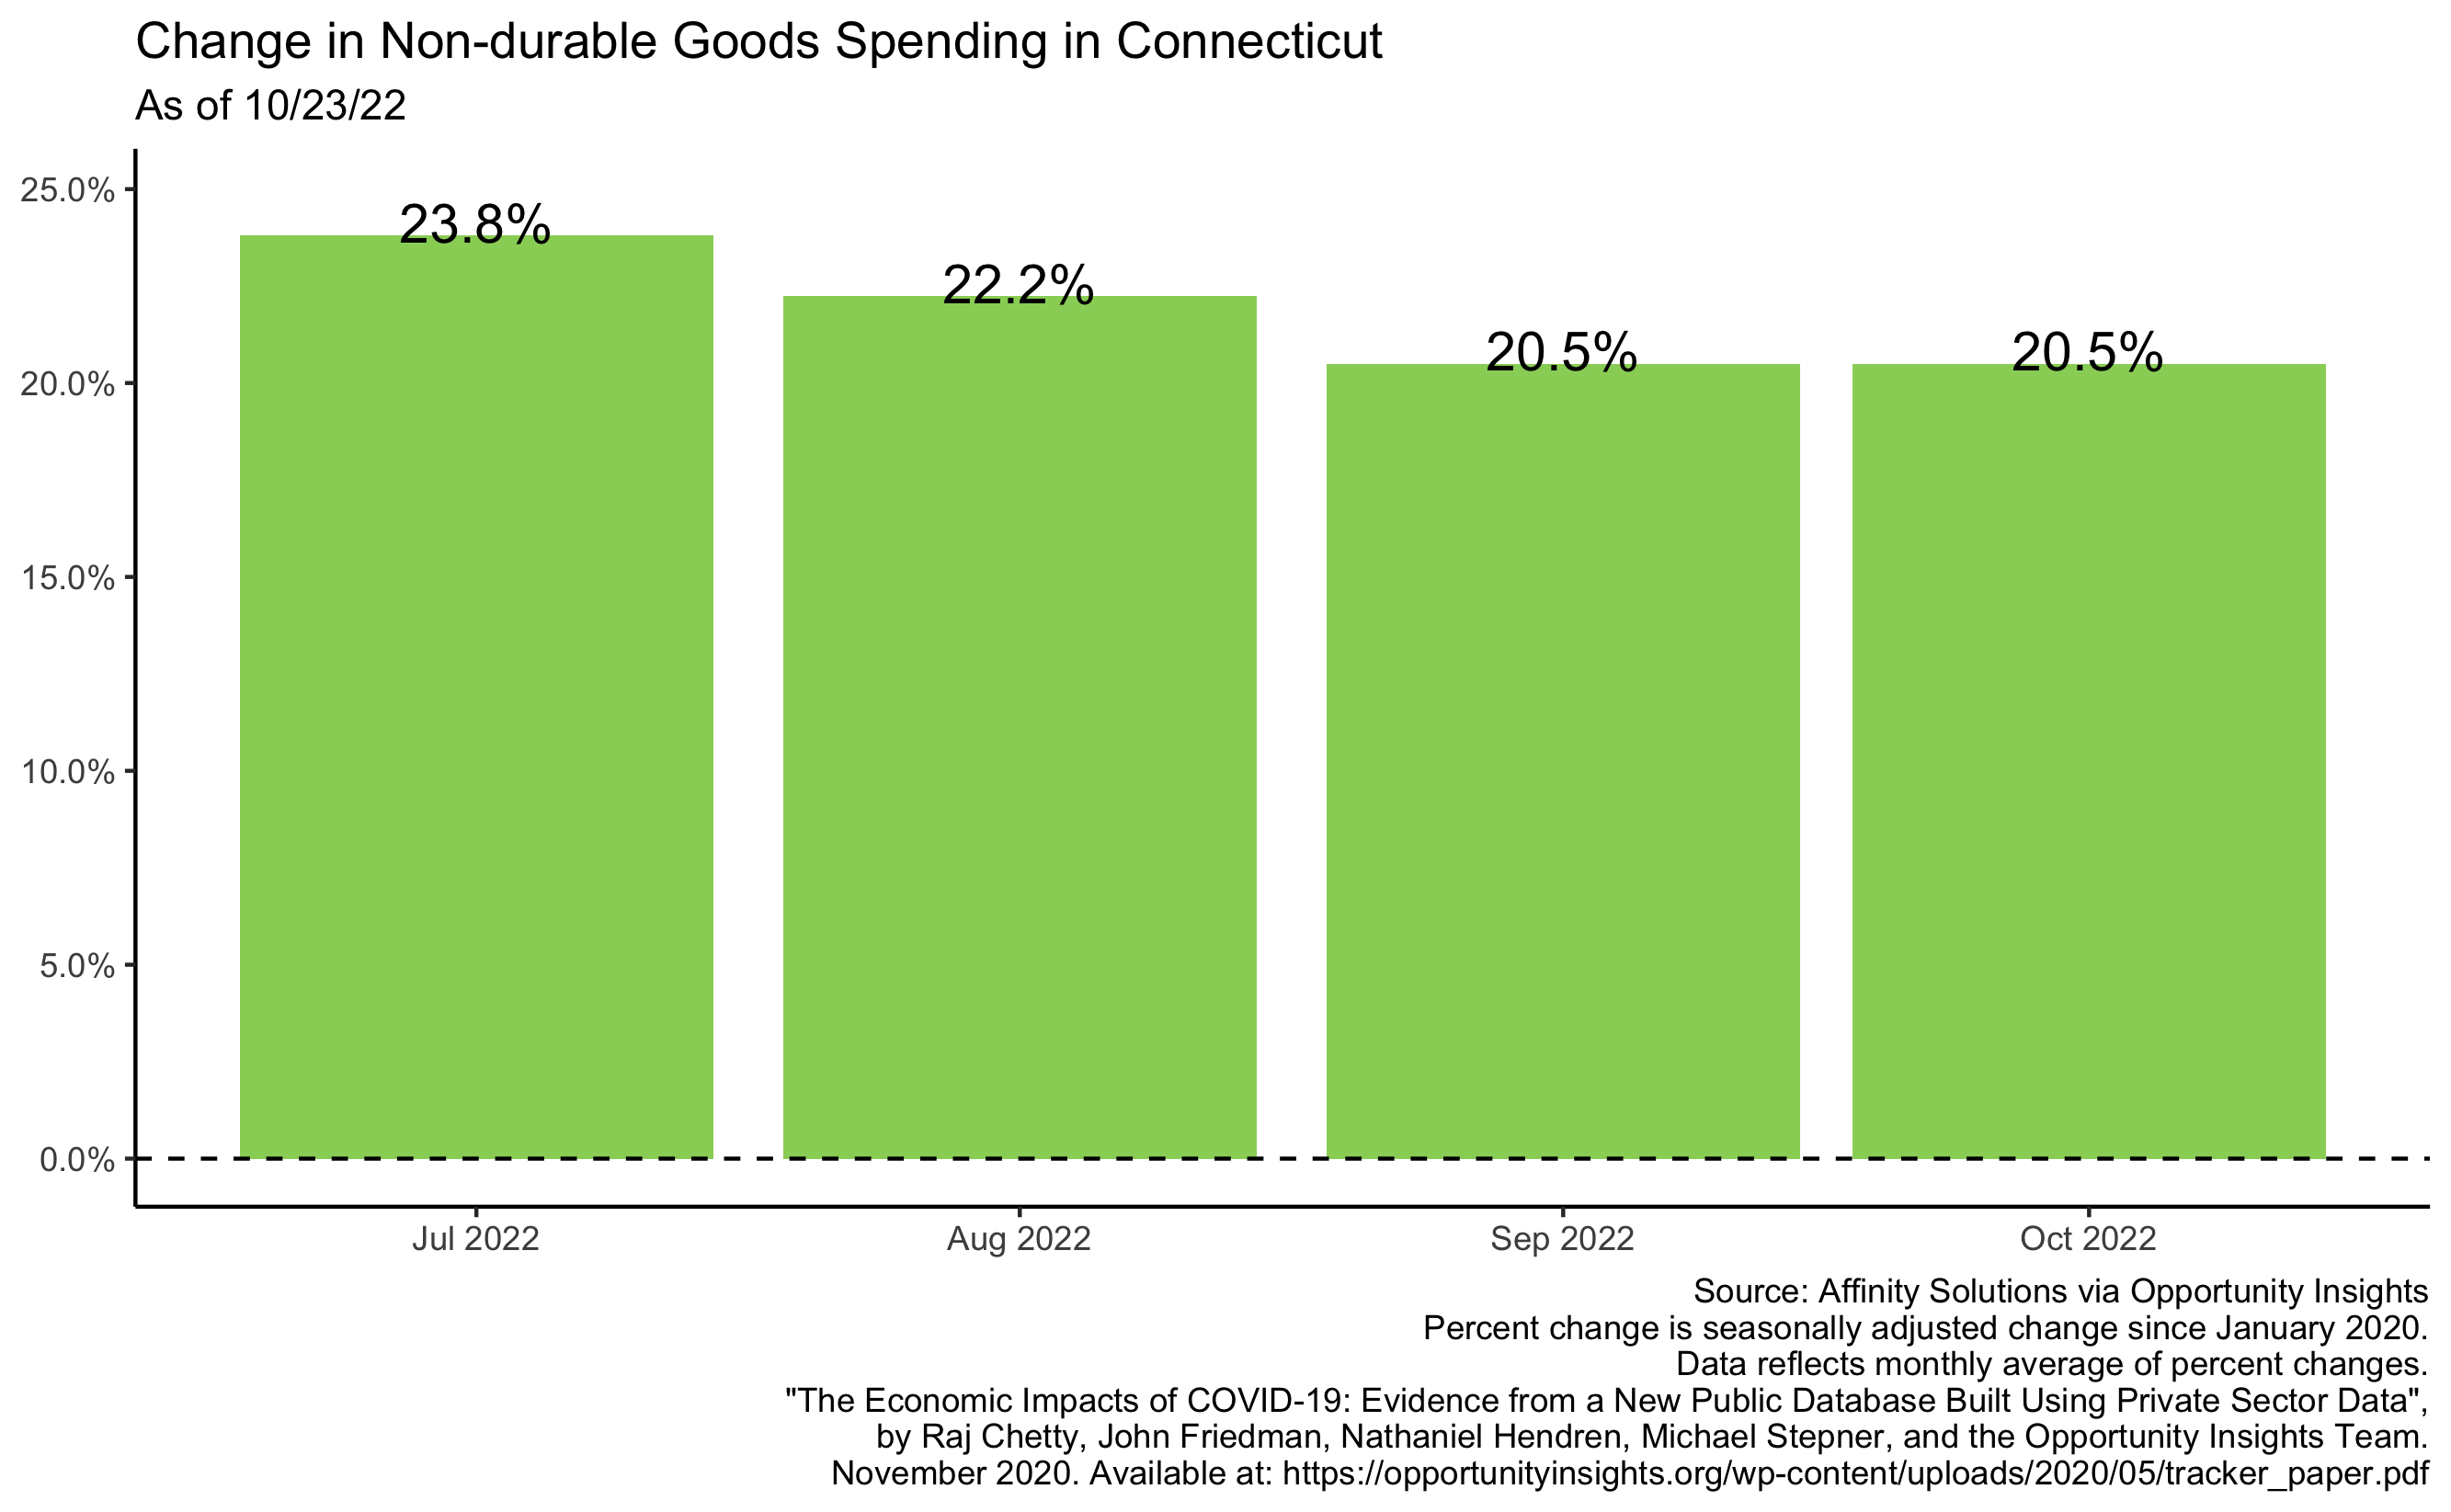 Change in Non-durable Goods Spending in Connecticut
As of 10/23/22
25.0%
20.0%
15.0%
10.0%
5.0%
0.0%
23.8%
22.2%
20.5%
20.5%
Jul 2022
Aug 2022
Sep 2022
Oct 2022
Source: Affinity Solutions via Opportunity Insights
Percent change is seasonally adjusted change since January 2020.
Data reflects monthly average of percent changes.
"The Economic Impacts of COVID-19: Evidence from a New Public Database Built Using Private Sector Data",
by Raj Chetty, John Friedman, Nathaniel Hendren, Michael Stepner, and the Opportunity Insights Team.
November 2020. Available at: https://opportunityinsights.org/wp-content/uploads/2020/05/tracker_paper.pdf